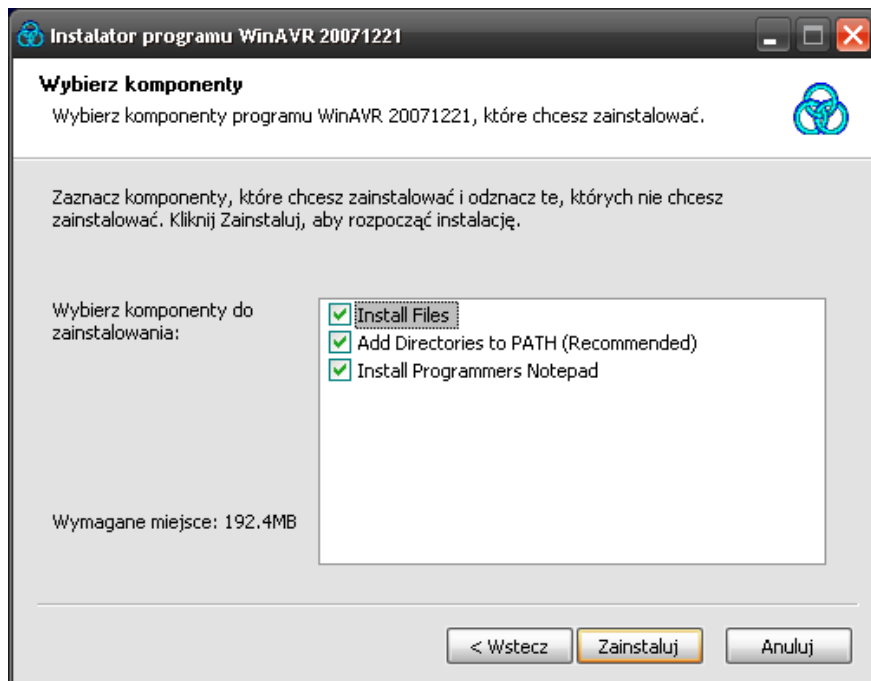 Instalator programu WinAVR 20071221
Wybierz komponenty
Wybierz komponenty programu WinAVR 20071221, które chcesz zainstalować.
Zaznacz komponenty, które chcesz zainstalować i odznacz te, których nie chcesz
zainstalować. Kliknij Zainstaluj, aby rozpocząć instalację.
Wybierz komponenty do
zainstalowania:
Install Files
Add Directories to PATH (Recommended)
Install Programmers Notepad
Wymagane miejsce: 192.4MB
< Wstecz
Zainstaluj
Anuluj